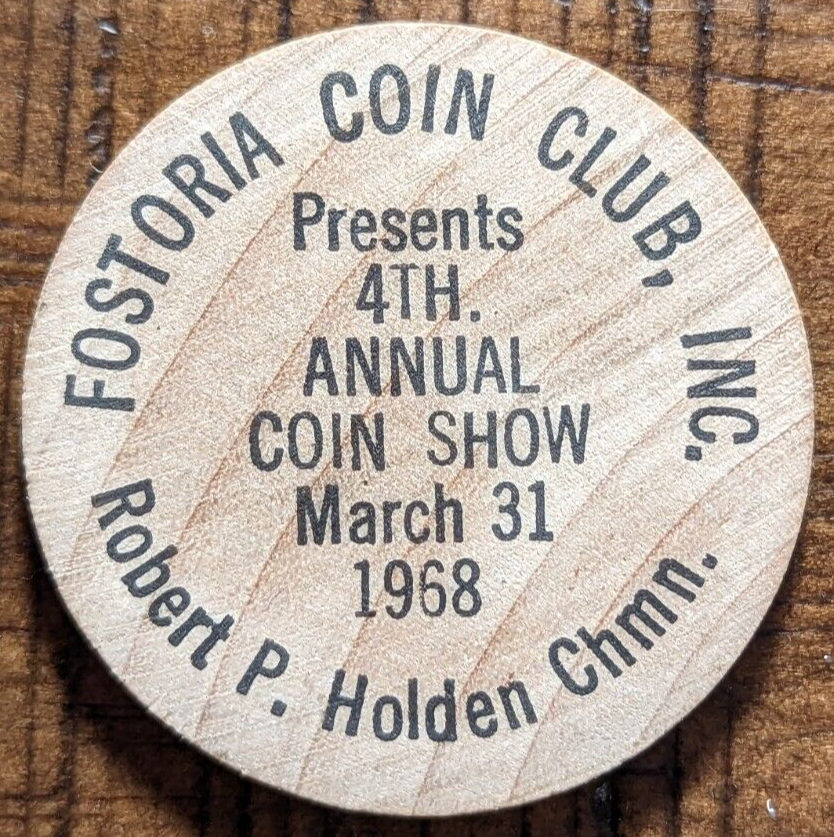 FOSTORIA COIN CLUB, INC.
Presents
4TH.
ANNUAL
COIN SHOW
March 31
1968
Robert P. Holden Chmn.